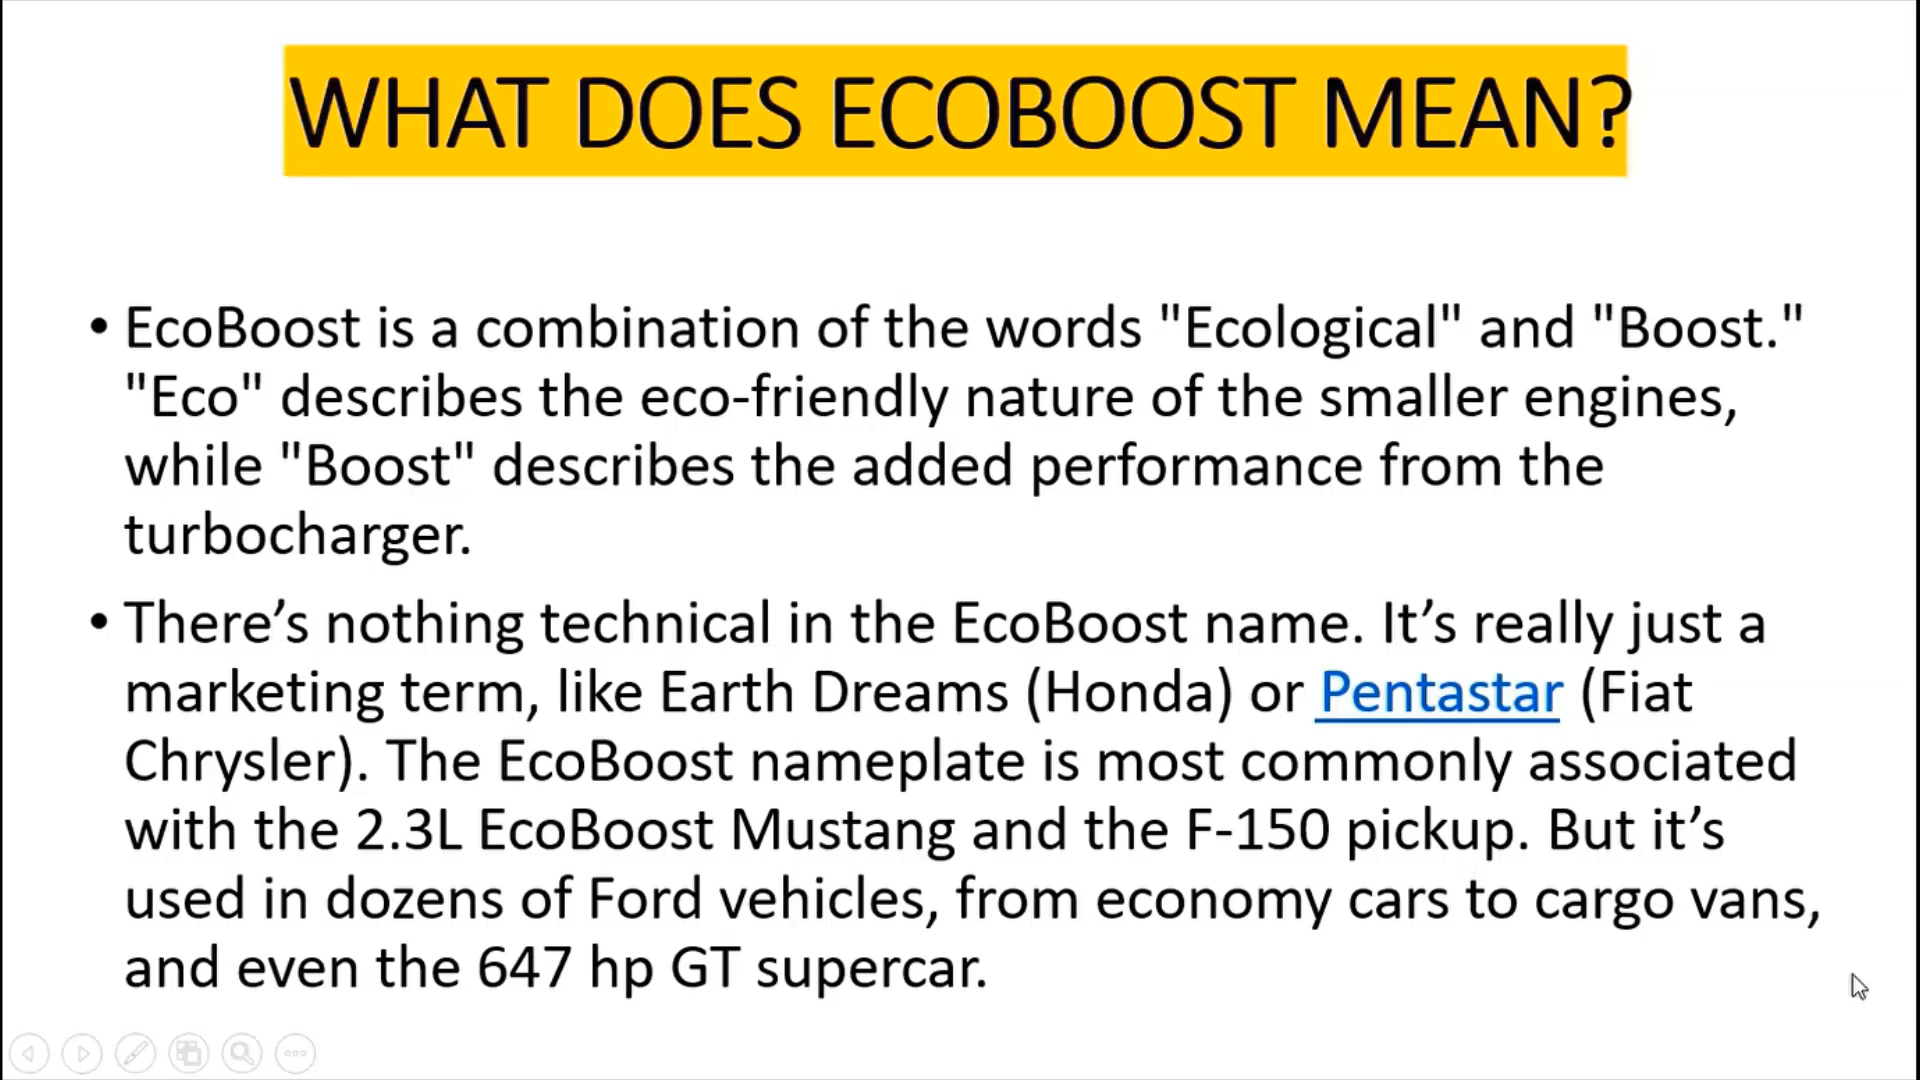 WHAT DOES ECOBOOST MEAN?
• EcoBoost is a combination of the words "Ecological" and "Boost."
"Eco" describes the eco-friendly nature of the smaller engines,
while "Boost" describes the added performance from the
turbocharger.
• There’s nothing technical in the EcoBoost name. It’s really just a
marketing term, like Earth Dreams (Honda) or Pentastar (Fiat
Chrysler). The EcoBoost nameplate is most commonly associated
with the 2.3L EcoBoost Mustang and the F-150 pickup. But it’s
used in dozens of Ford vehicles, from economy cars to cargo vans,
and even the 647 hp GT supercar.